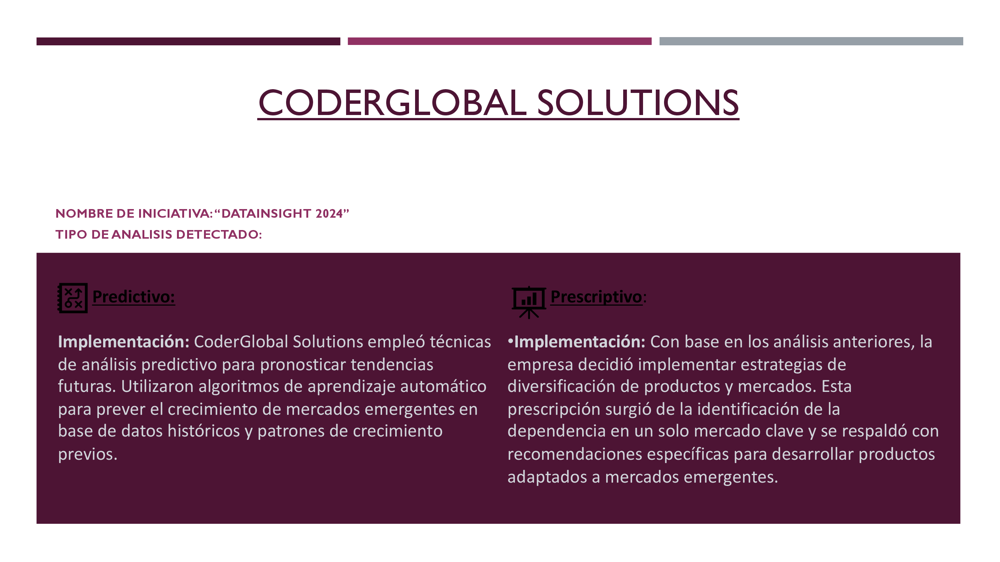 CODERGLOBAL SOLUTIONS
NOMBRE DE INICIATIVA: “DATAINSIGHT 2024”
TIPO DE ANALISIS DETECTADO:
Predictivo:
Implementación: CoderGlobal Solutions empleó técnicas
de análisis predictivo para pronosticar tendencias
futuras. Utilizaron algoritmos de aprendizaje automático
para prever el crecimiento de mercados emergentes en
base de datos históricos y patrones de crecimiento
previos.
Prescriptivo:
•Implementación: Con base en los análisis anteriores, la
empresa decidió implementar estrategias de
diversificación de productos y mercados. Esta
prescripción surgió de la identificación de la
dependencia en un solo mercado clave y se respaldó con
recomendaciones específicas para desarrollar productos
adaptados a mercados emergentes.